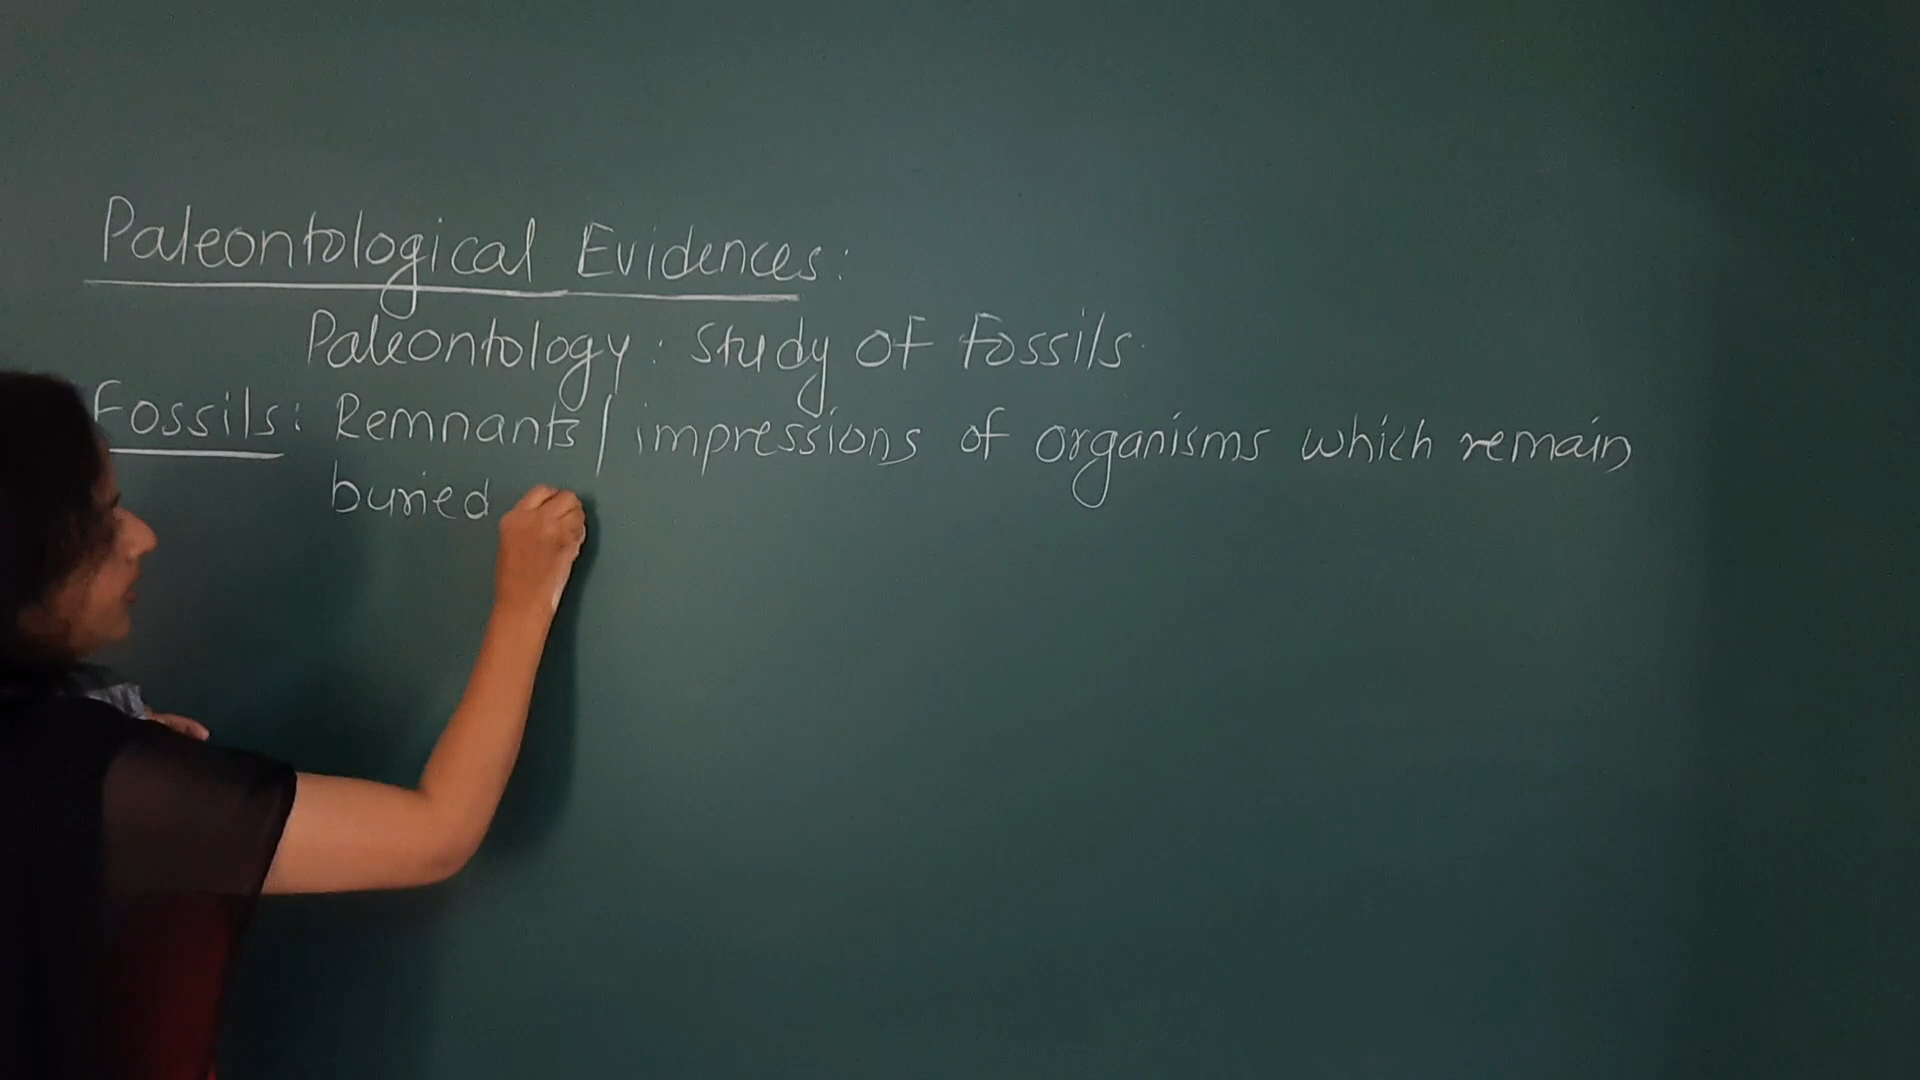 Paleontological Evidences:
Paleontology: Study of Fossils.
Fossils: Remnants/impressions of organisms which remain
buried